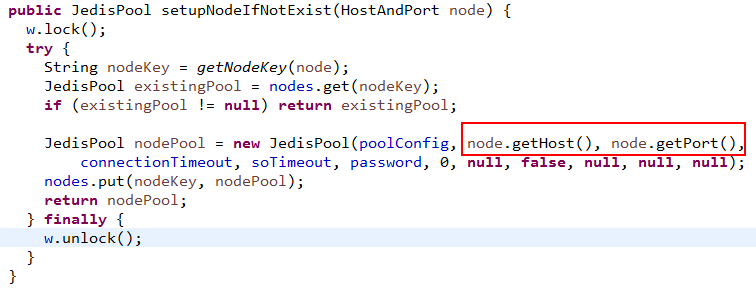 public JedisPool setupNodeIfNotExist(HostAndPort node) {
w.lock();
try {
String nodeKey = getNodeKey(node);
JedisPool existingPool = nodes.get(nodeKey);
if (existingPool != null) return existingPool;
JedisPool nodePool = new JedisPool(poolConfig, node.getHost(), node.getPort(),
connectionTimeout, soTimeout, password, 0, null, false, null, null, null);
nodes.put(nodeKey, nodePool);
return nodePool;
} finally {
w.unlock();
}
}